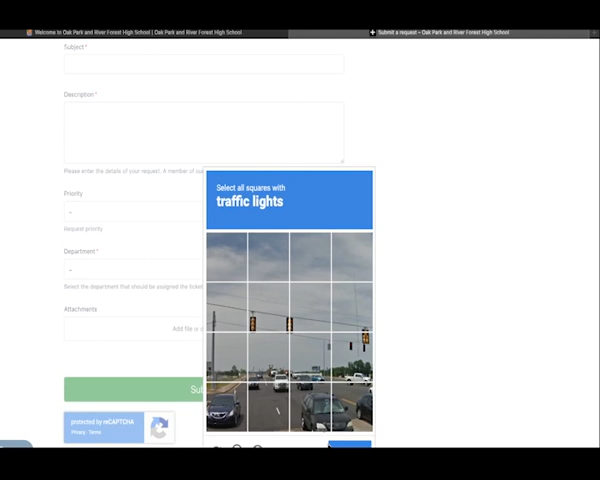 Welcome to Oak Park and River Forest High School | Oak Park and River Forest High School
Submit a request – Oak Park and River Forest High School
Subject *
Description *
Please enter the details of your request. A member of our
Priority
-
Request priority
Department *
-
Select the department that should be assigned the ticket
Attachments
Add file or
Select all squares with
traffic lights
protected by reCAPTCHA
Privacy - Terms